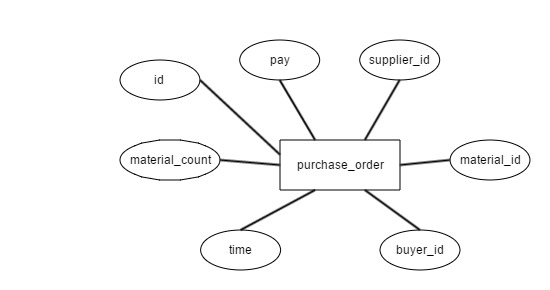 pay
supplier_id
id
material_count
purchase_order
material_id
time
buyer_id